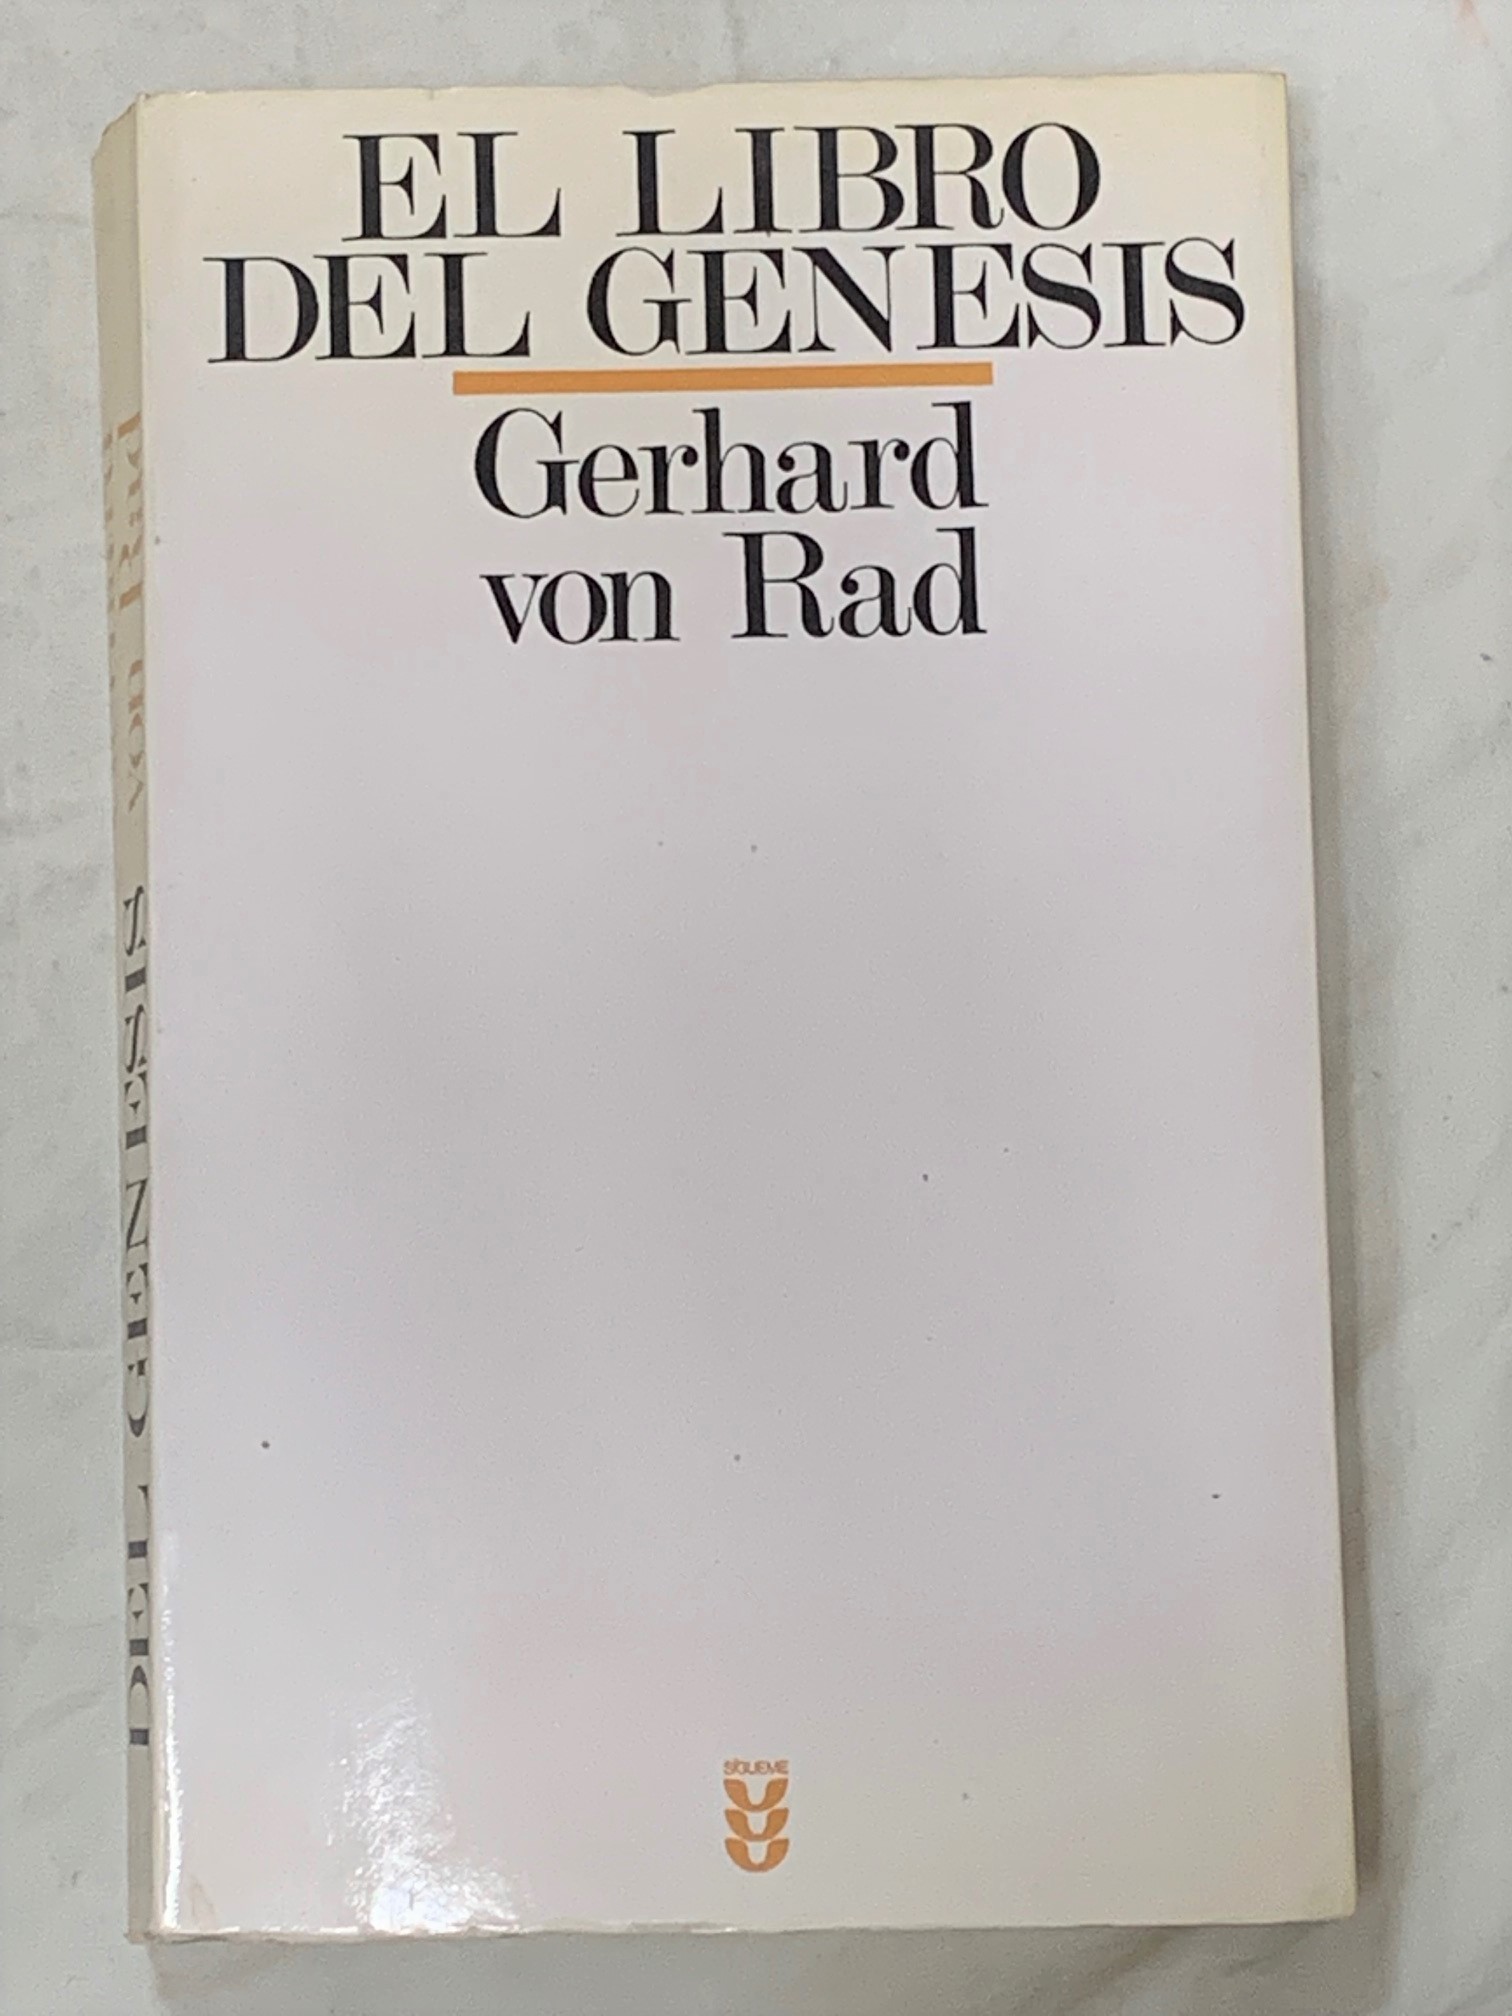 EL LIBRO
DEL GENESIS
Gerhard
von Rad
SÍGUEME
von Rad
DEL GENESIS